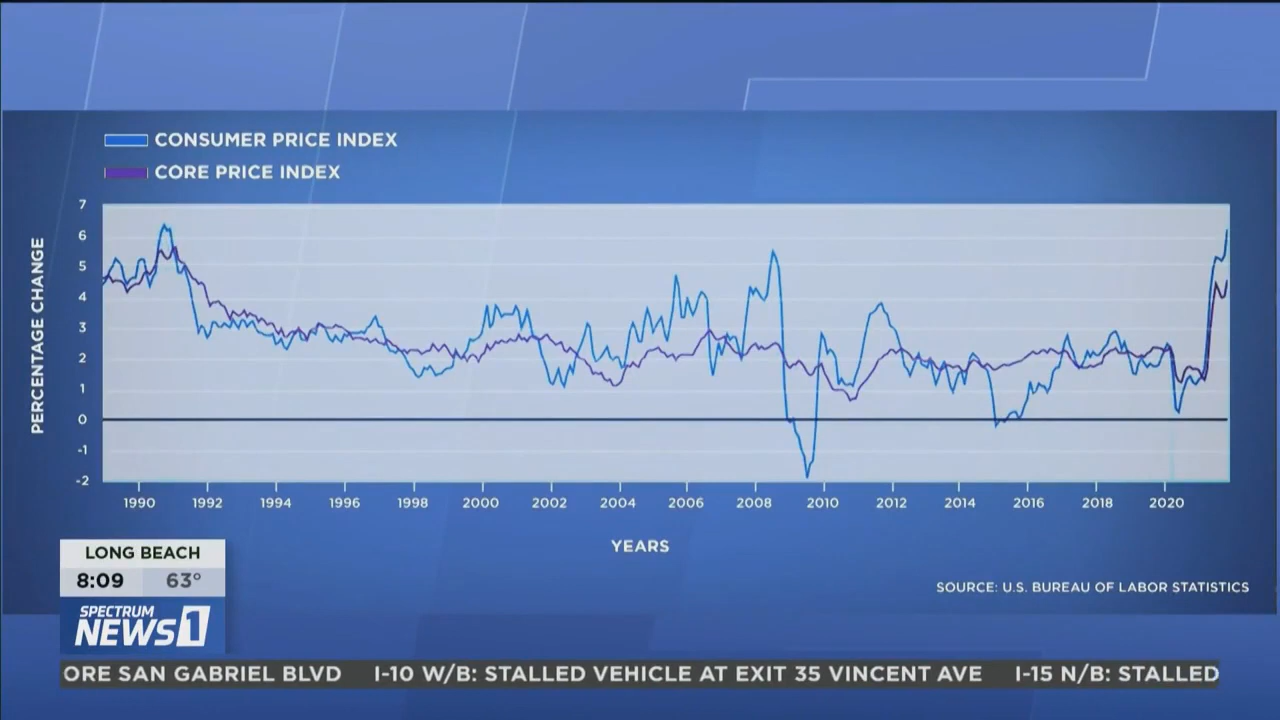 CONSUMER PRICE INDEX
CORE PRICE INDEX
PERCENTAGE CHANGE
7
6
5
4
3
2
1
0
-1
-2
1990 1992 1994 1996 1998 2000 2002 2004 2006 2008 2010 2012 2014 2016 2018 2020
YEARS
SOURCE: U.S. BUREAU OF LABOR STATISTICS
LONG BEACH
8:09 63°
SPECTRUM
NEWS 1
ORE SAN GABRIEL BLVD I-10 W/B: STALLED VEHICLE AT EXIT 35 VINCENT AVE I-15 N/B: STALLED